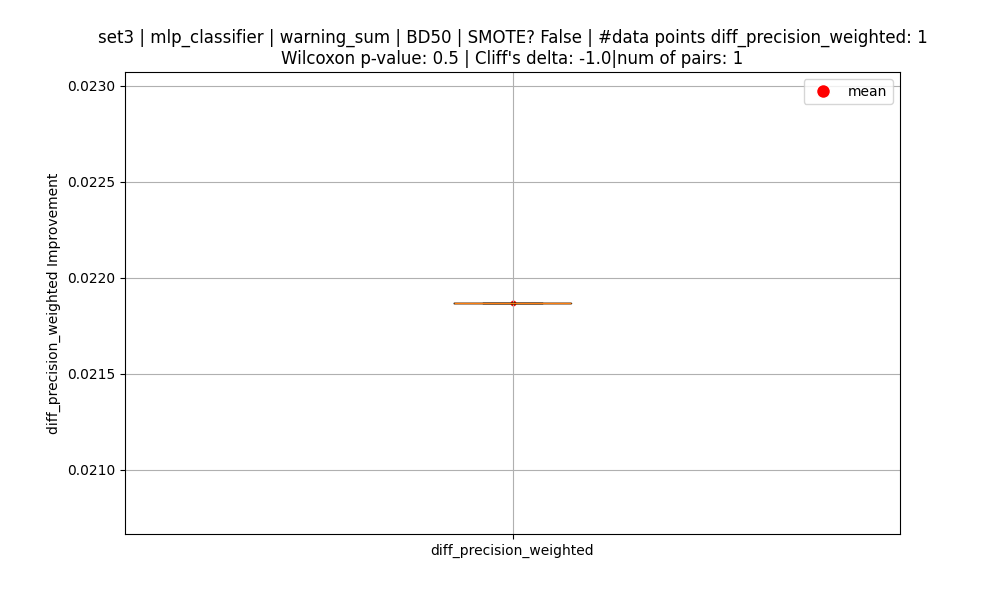 set3 | mlp_classifier | warning_sum | BD50 | SMOTE? False | #data points diff_precision_weighted: 1
Wilcoxon p-value: 0.5 | Cliff's delta: -1.0|num of pairs: 1
mean
diff_precision_weighted Improvement
0.0230
0.0225
0.0220
0.0215
0.0210
diff_precision_weighted